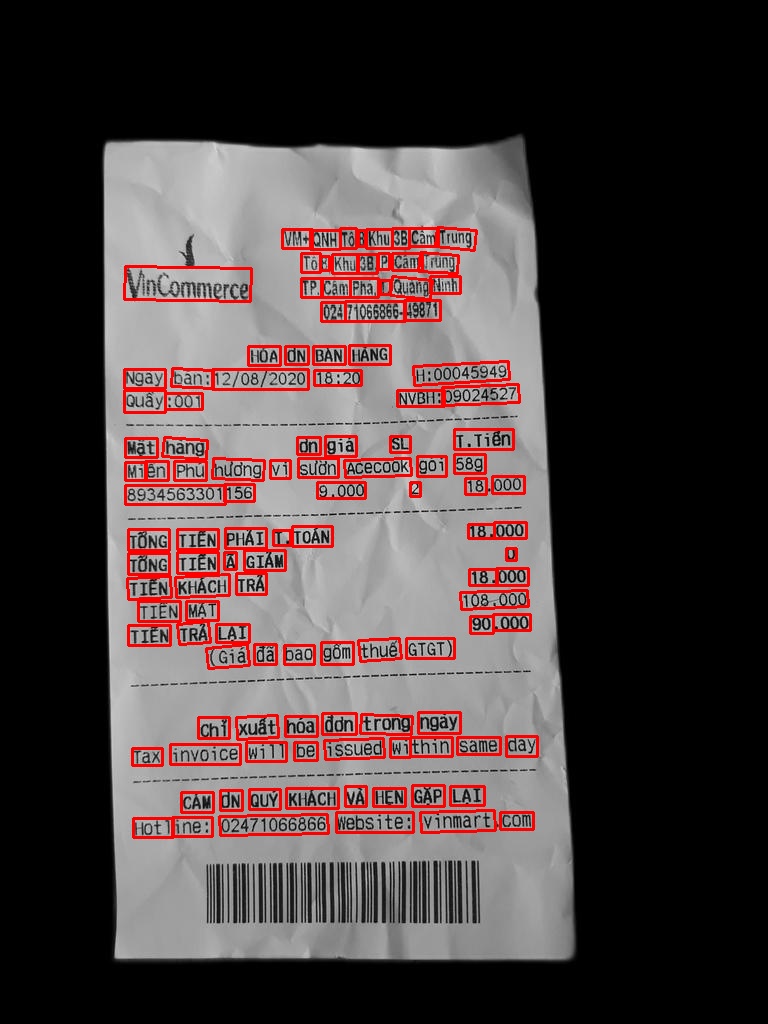 VM+ QNH Tổ 8 Khu 3B Cẩm Trung
Tổ 8 Khu 3B, P. Cẩm Trung
VinCommerce
TP. Cẩm Phả, Quảng Ninh
02471066866-49871
HÓA ĐƠN BÁN HÀNG
Ngày bán:12/08/2020 18:20 H:00045949
Quầy:001 NVBH:09024527
Mặt hàng Đơn giá SL T.Tiền
Miến Phú hương vị sườn Acecook gói 58g
8934563301156 9.000 2 18.000
TỔNG TIỀN PHẢI T.TOÁN 18.000
TỔNG TIỀN ĐÃ GIẢM 0
TIỀN KHÁCH TRẢ 18.000
TIỀN MẶT 108.000
TIỀN TRẢ LẠI 90.000
(Giá đã bao gồm thuế GTGT)
Chỉ xuất hóa đơn trong ngày
Tax invoice will be issued within same day
CẢM ƠN QUÝ KHÁCH VÀ HẸN GẶP LẠI
Hotline: 02471066866 Website: vinmart.com